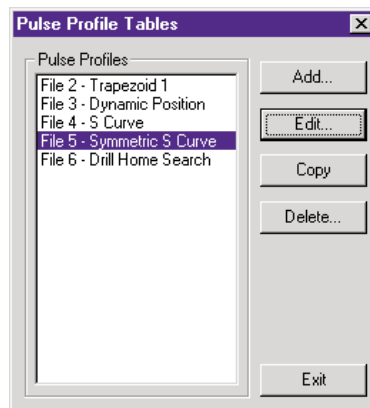 Pulse Profile Tables
Pulse Profiles
File 2 - Trapezoid 1
File 3 - Dynamic Position
File 4 - S Curve
File 5 - Symmetric S Curve
File 6 - Drill Home Search
Add...
Edit...
Copy
Delete...
Exit